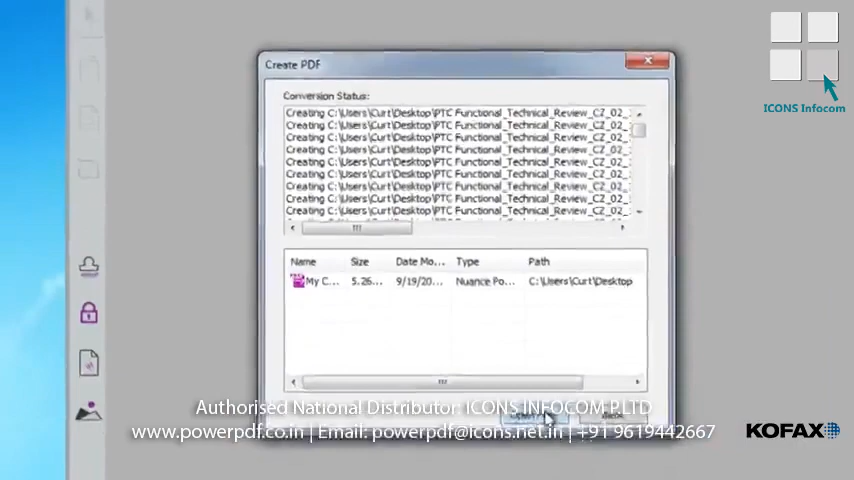 ICONS Infocom
Create PDF
Conversion Status:
Creating C:\Users\Curt\Desktop\PTC Functional_Technical_Review_CZ_02_
Creating C:\Users\Curt\Desktop\PTC Functional_Technical_Review_CZ_02_
Creating C:\Users\Curt\Desktop\PTC Functional_Technical_Review_CZ_02_
Creating C:\Users\Curt\Desktop\PTC Functional_Technical_Review_CZ_02_
Creating C:\Users\Curt\Desktop\PTC Functional_Technical_Review_CZ_02_
Creating C:\Users\Curt\Desktop\PTC Functional_Technical_Review_CZ_02_
Creating C:\Users\Curt\Desktop\PTC Functional_Technical_Review_CZ_02_
Creating C:\Users\Curt\Desktop\PTC Functional_Technical_Review_CZ_02_
Creating C:\Users\Curt\Desktop\PTC Functional_Technical_Review_CZ_02_
Name Size Date Mo... Type Path
My C... 5.26... 9/19/20... Nuance Po... C:\Users\Curt\Desktop
Authorised National Distributor: ICONS INFOCOM P.LTD
www.powerpdf.co.in | Email: powerpdf@icons.net.in | +91 9619442667
KOFAX